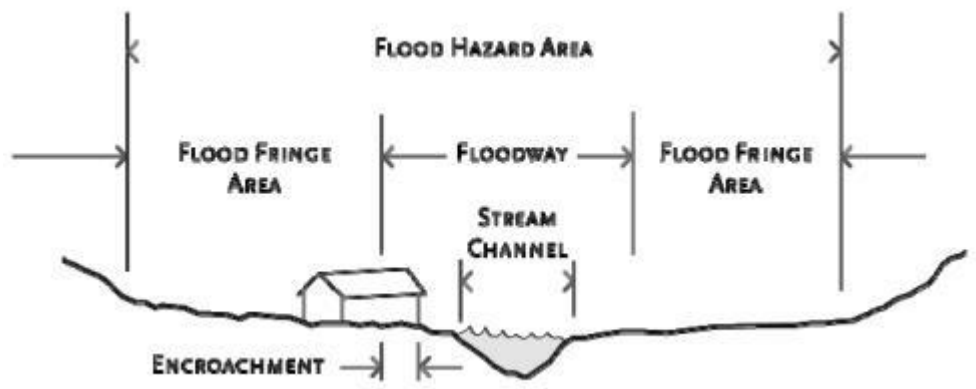 FLOOD HAZARD AREA
FLOOD FRINGE
AREA
FLOODWAY
FLOOD FRINGE
AREA
STREAM
CHANNEL
ENCROACHMENT